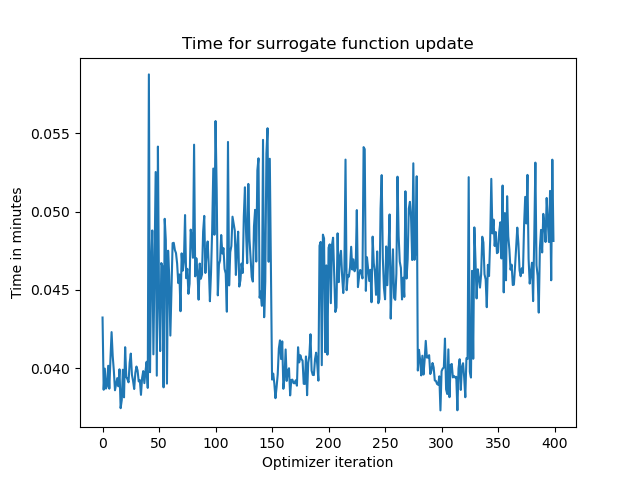 Time for surrogate function update
Time in minutes
0.055
0.050
0.045
0.040
0 50 100 150 200 250 300 350 400
Optimizer iteration